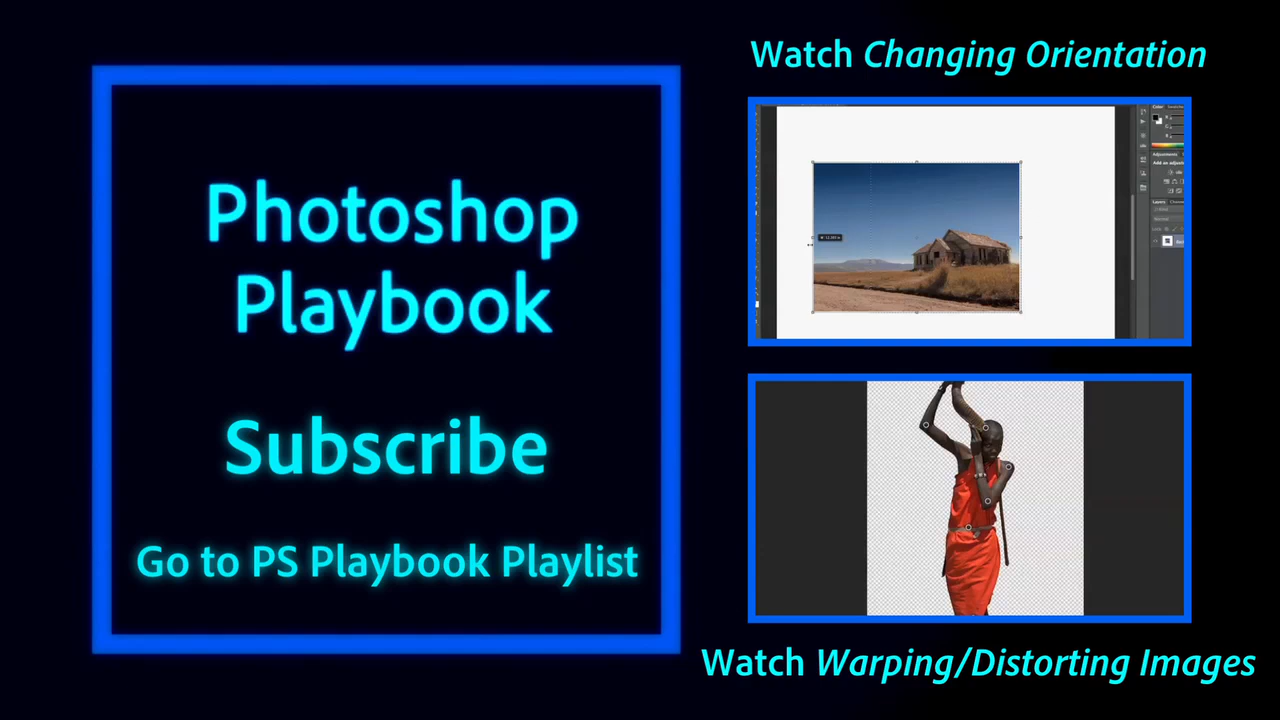 Photoshop
Playbook
Subscribe
Go to PS Playbook Playlist
Watch Changing Orientation
Watch Warping/Distorting Images